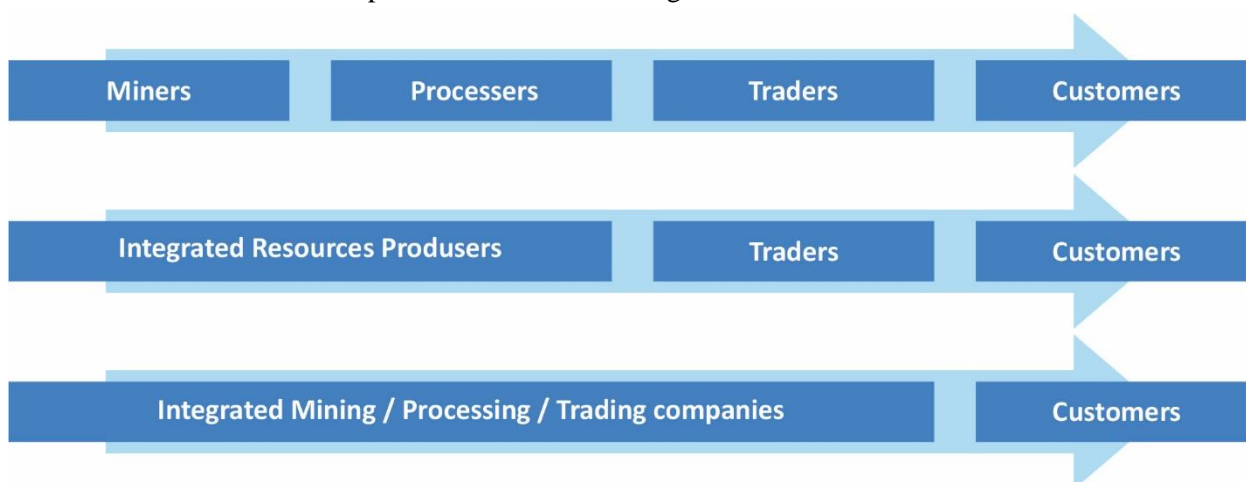 Miners Processers Traders Customers
Integrated Resources Produsers Traders Customers
Integrated Mining / Processing / Trading companies Customers